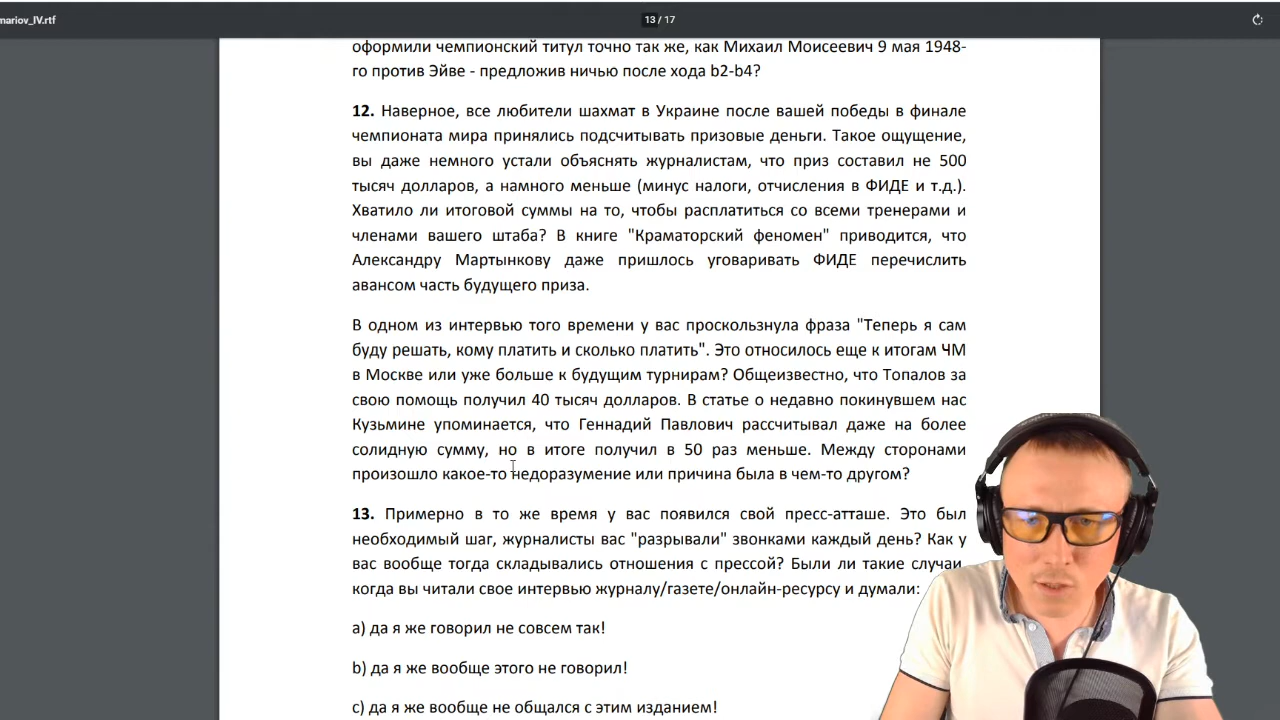 mariov_IV.rtf
13 / 17
оформили чемпионский титул точно так же, как Михаил Моисеевич 9 мая 1948-
го против Эйве - предложив ничью после хода b2-b4?
12. Наверное, все любители шахмат в Украине после вашей победы в финале
чемпионата мира принялись подсчитывать призовые деньги. Такое ощущение,
вы даже немного устали объяснять журналистам, что приз составил не 500
тысяч долларов, а намного меньше (минус налоги, отчисления в ФИДЕ и т.д.).
Хватило ли итоговой суммы на то, чтобы расплатиться со всеми тренерами и
членами вашего штаба? В книге "Краматорский феномен" приводится, что
Александру Мартынкову даже пришлось уговаривать ФИДЕ перечислить
авансом часть будущего приза.
В одном из интервью того времени у вас проскользнула фраза "Теперь я сам
буду решать, кому платить и сколько платить". Это относилось еще к итогам ЧМ
в Москве или уже больше к будущим турнирам? Общеизвестно, что Топалов за
свою помощь получил 40 тысяч долларов. В статье о недавно покинувшем нас
Кузьмине упоминается, что Геннадий Павлович рассчитывал даже на более
солидную сумму, но в итоге получил в 50 раз меньше. Между сторонами
произошло какое-то недоразумение или причина была в чем-то другом?
13. Примерно в то же время у вас появился свой пресс-атташе. Это был
необходимый шаг, журналисты вас "разрывали" звонками каждый день? Как у
вас вообще тогда складывались отношения с прессой? Были ли такие случаи,
когда вы читали свое интервью журналу/газете/онлайн-ресурсу и думали:
a) да я же говорил не совсем так!
b) да я же вообще этого не говорил!
c) да я же вообще не общался с этим изданием!